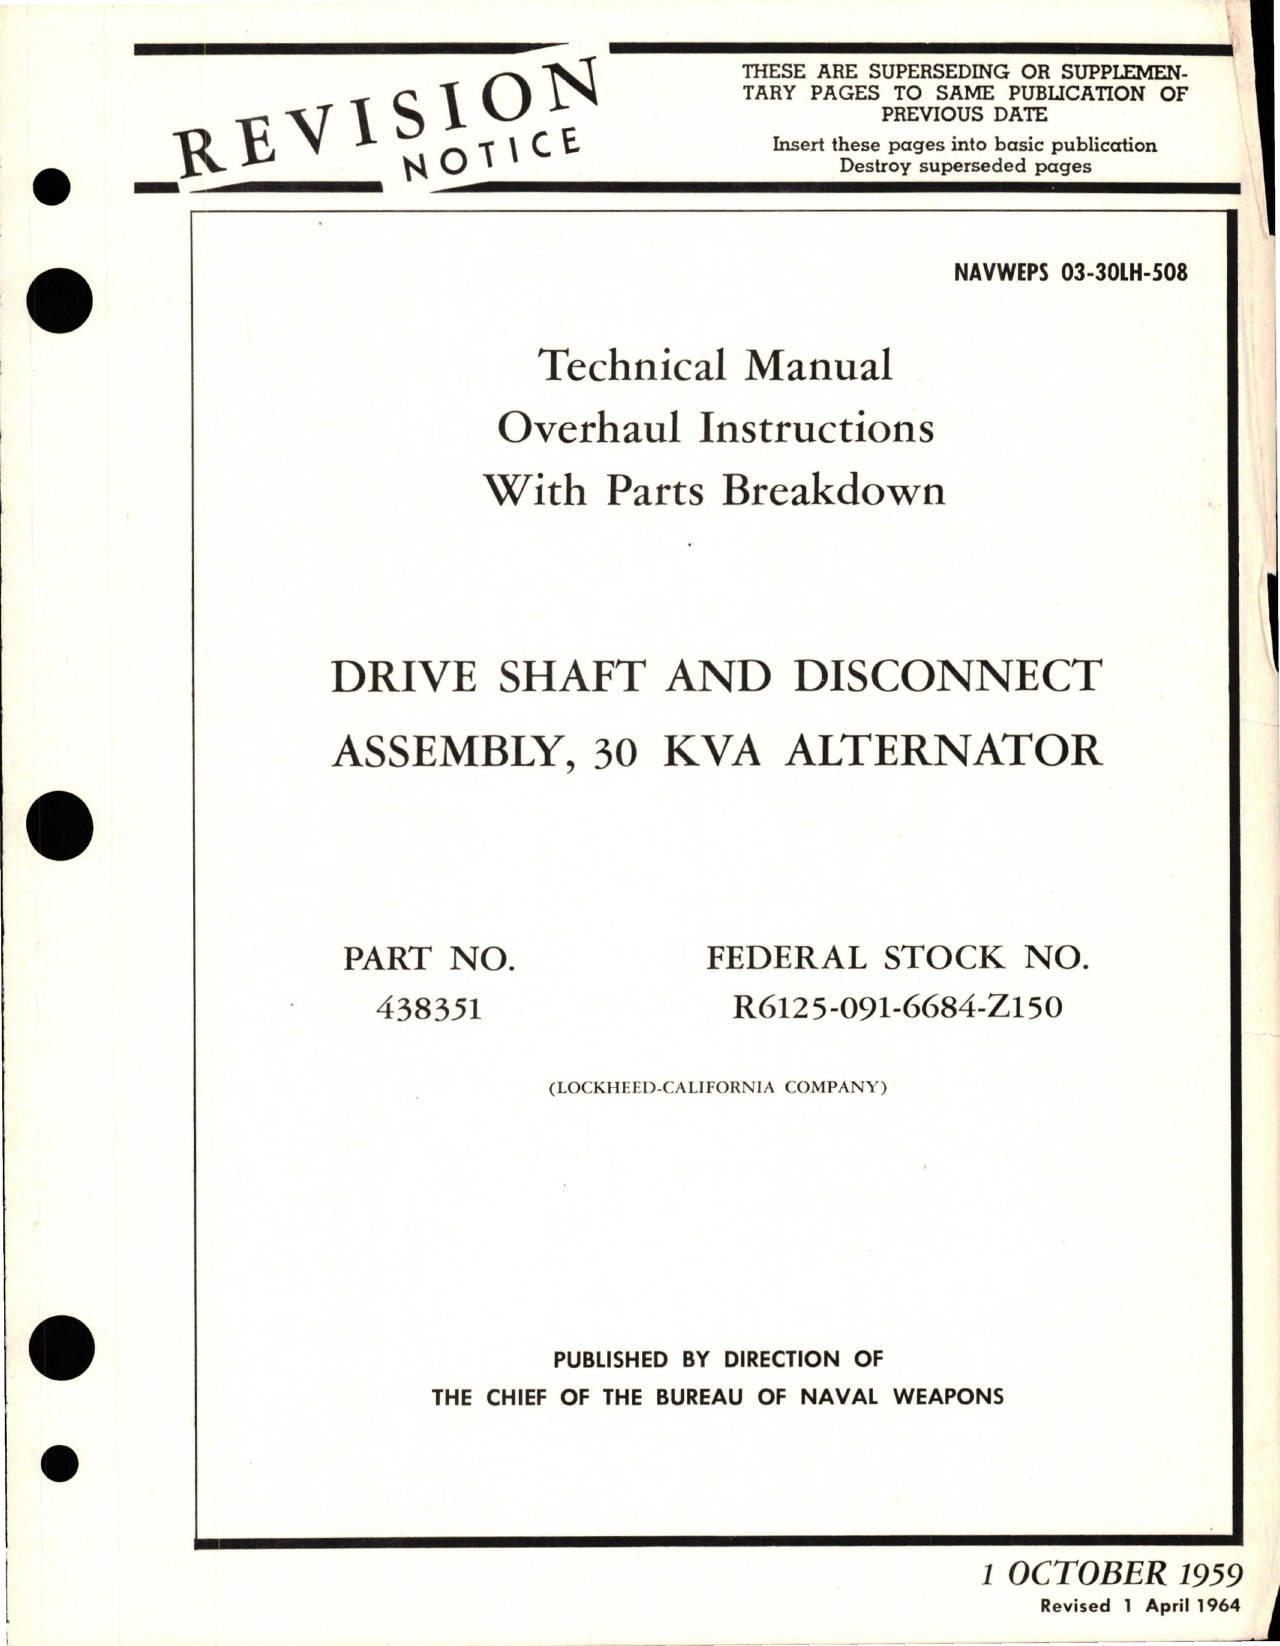 REVISION
NOTICE
THESE ARE SUPERSEDING OR SUPPLEMEN-
TARY PAGES TO SAME PUBLICATION OF
PREVIOUS DATE
Insert these pages into basic publication
Destroy superseded pages
NAVWEPS 03-30LH-508
Technical Manual
Overhaul Instructions
With Parts Breakdown
DRIVE SHAFT AND DISCONNECT
ASSEMBLY, 30 KVA ALTERNATOR
PART NO.
438351
FEDERAL STOCK NO.
R6125-091-6684-Z150
(LOCKHEED-CALIFORNIA COMPANY)
PUBLISHED BY DIRECTION OF
THE CHIEF OF THE BUREAU OF NAVAL WEAPONS
1 OCTOBER 1959
Revised 1 April 1964